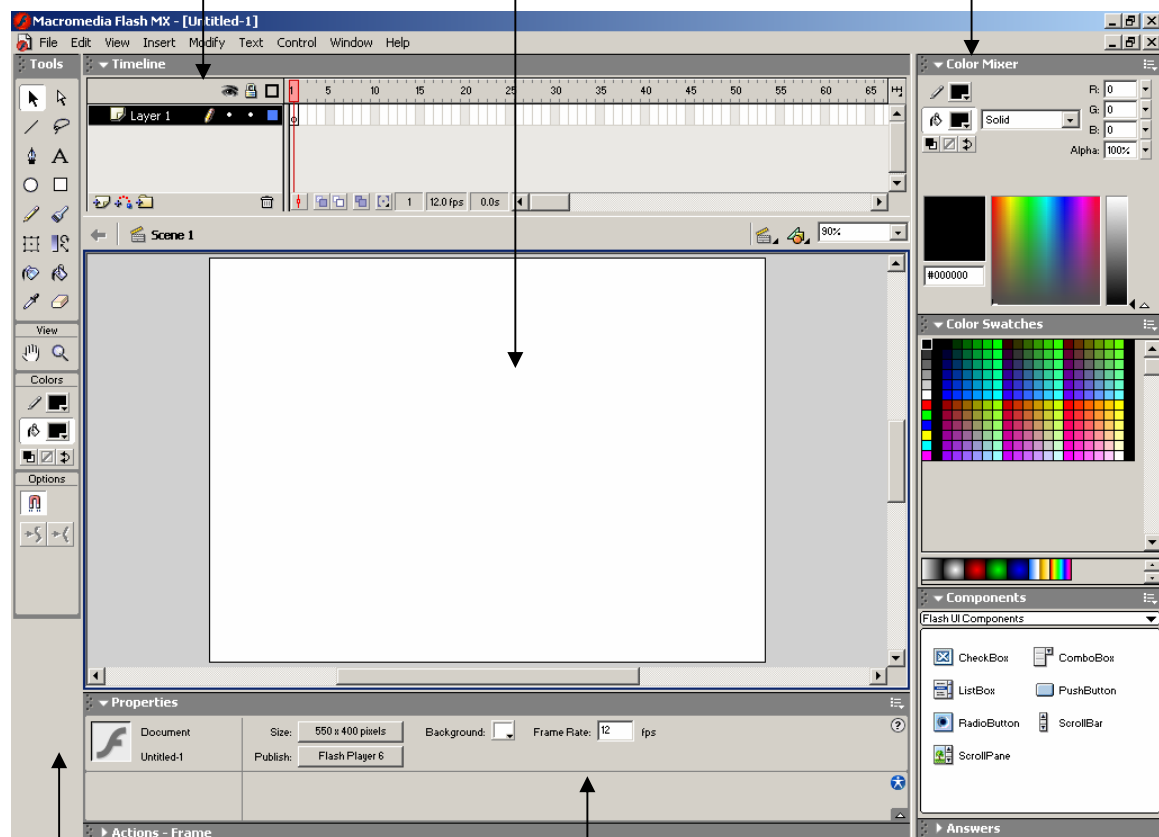 Macromedia Flash MX - [Untitled-1]
File Edit View Insert Modify Text Control Window Help
Tools
Timeline
1 5 10 15 20 25 30 35 40 45 50 55 60 65
Layer 1
1 12.0 fps 0.0s
Scene 1
90%
View
Colors
Options
Properties
Document
Untitled-1
Size: 550 x 400 pixels Background: Frame Rate: 12 fps
Publish: Flash Player 6
Actions - Frame
Color Mixer
R: 0
Solid
G: 0
B: 0
Alpha: 100%
#000000
Color Swatches
Components
Flash UI Components
CheckBox ComboBox
ListBox PushButton
RadioButton ScrollBar
ScrollPane
Answers